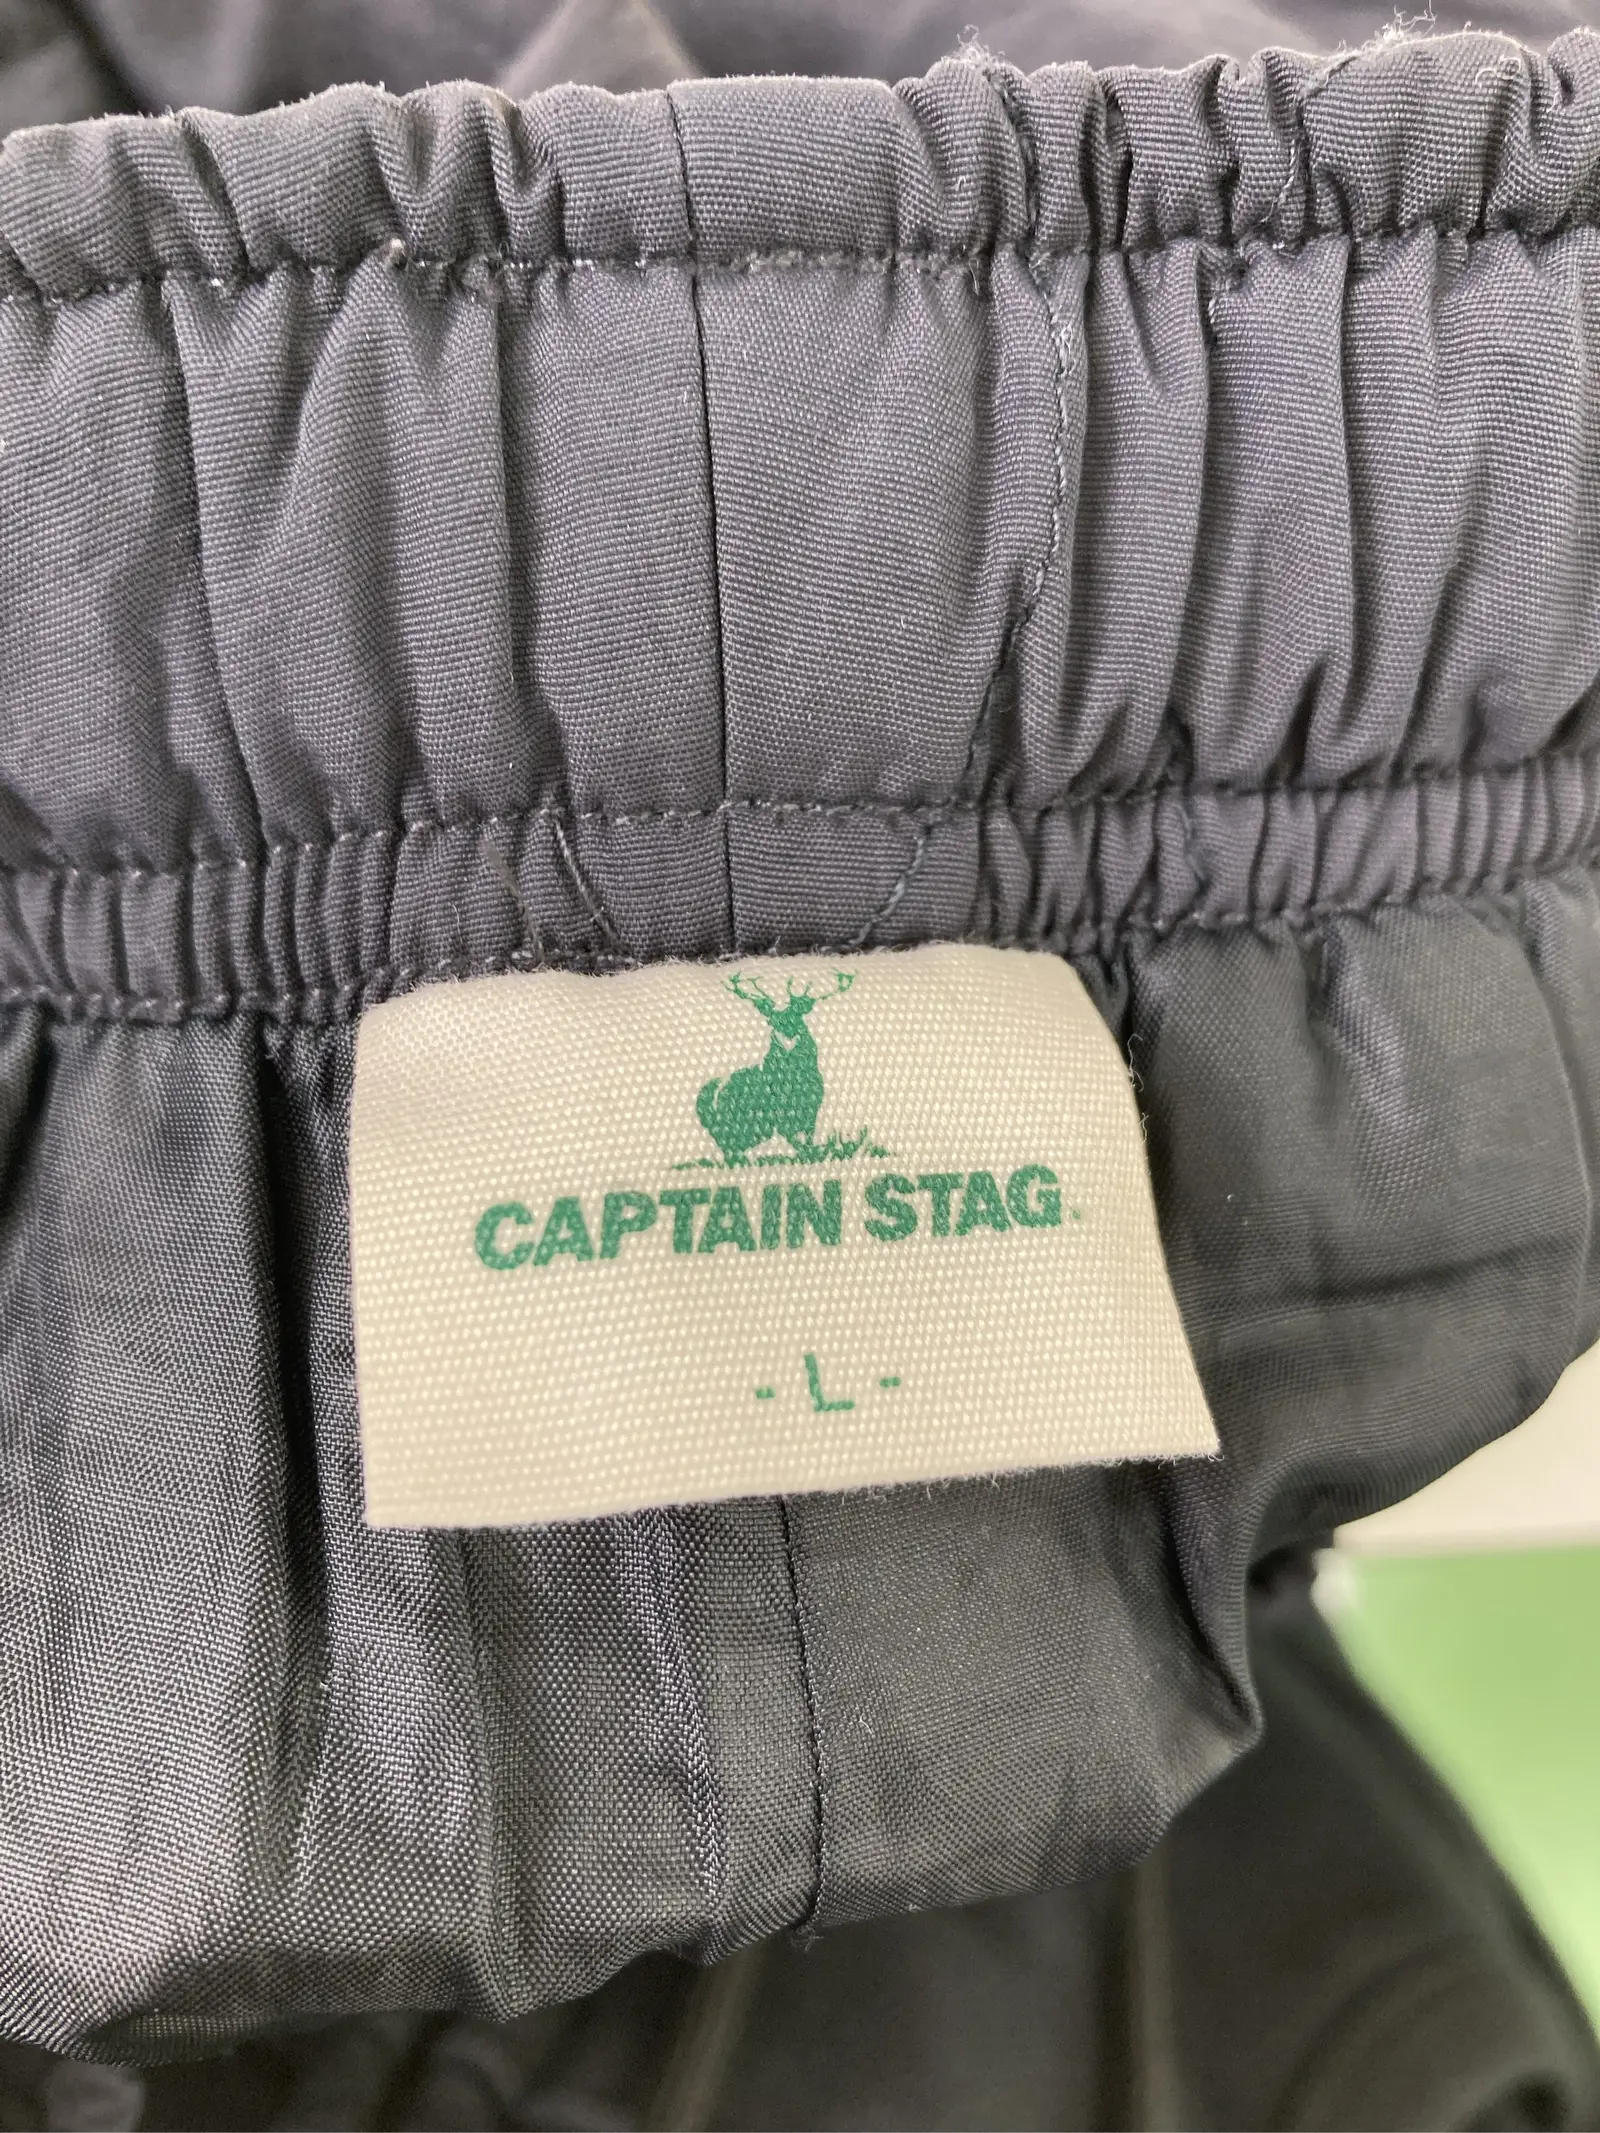 CAPTAIN STAG
- L -